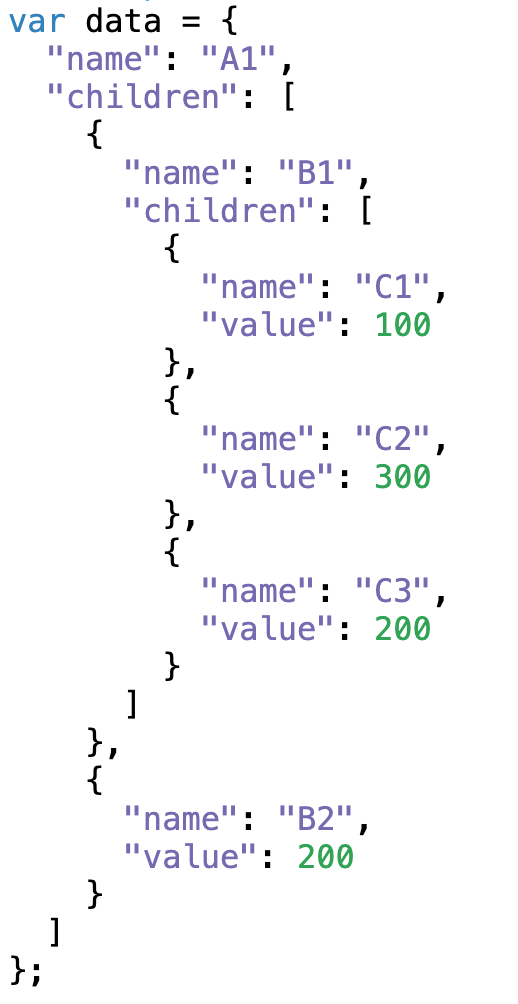 var data = {
  "name": "A1",
  "children": [
    {
      "name": "B1",
      "children": [
        {
          "name": "C1",
          "value": 100
        },
        {
          "name": "C2",
          "value": 300
        },
        {
          "name": "C3",
          "value": 200
        }
      ]
    },
    {
      "name": "B2",
      "value": 200
    }
  ]
};